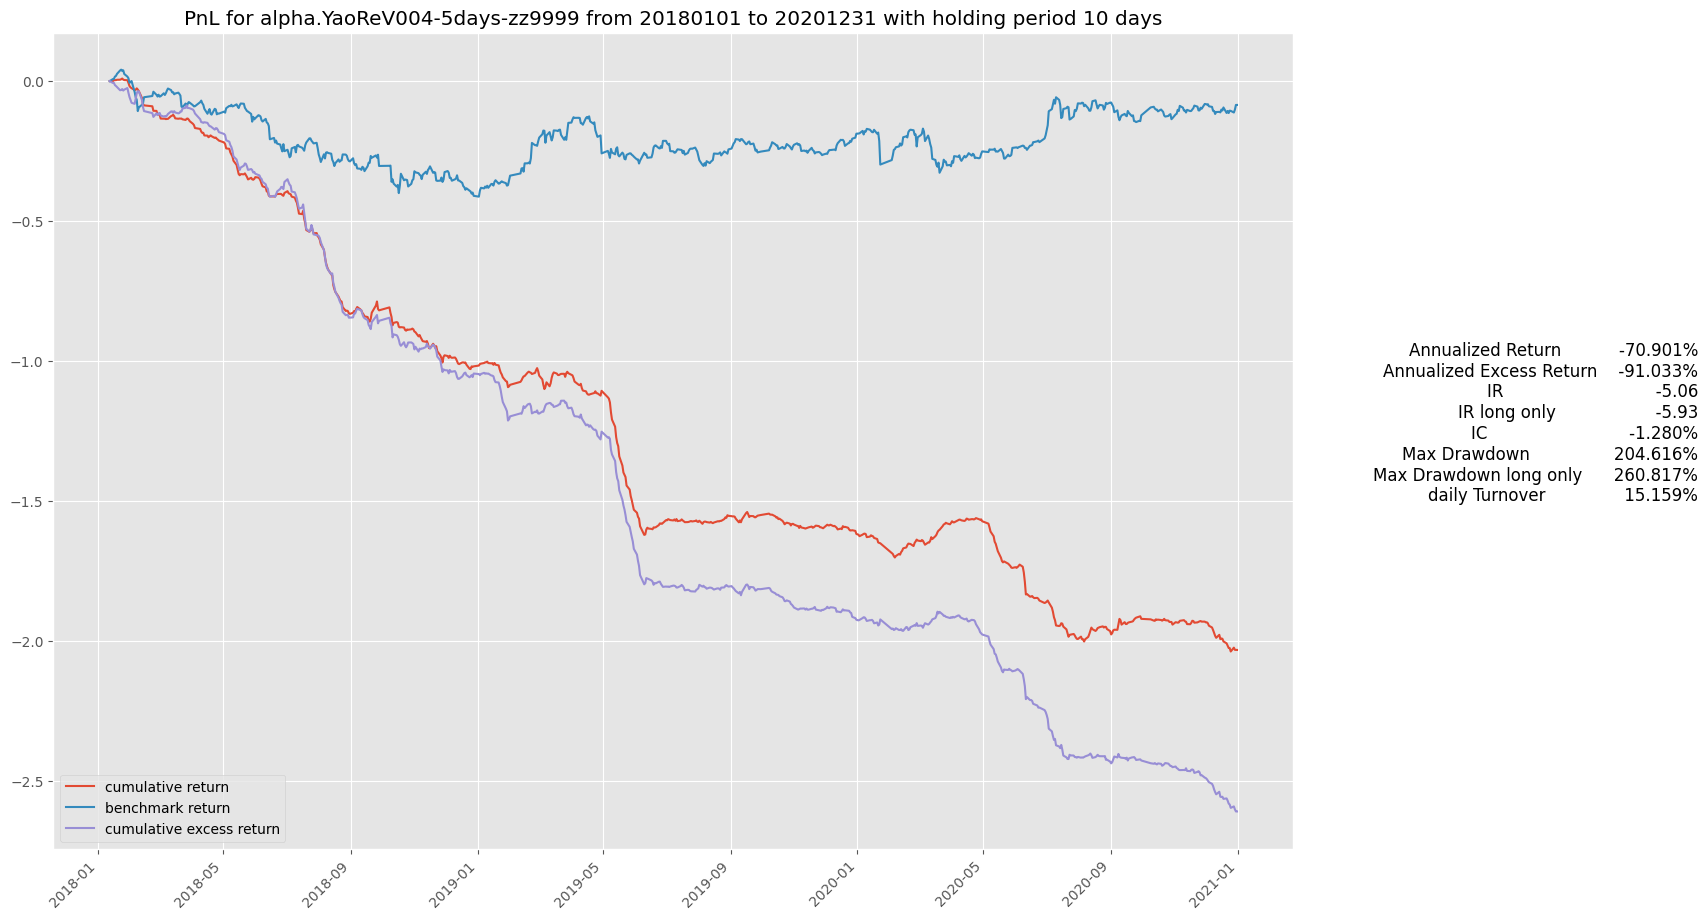 PnL for alpha.YaoReV004-5days-zz9999 from 20180101 to 20201231 with holding period 10 days
0.0
−0.5
−1.0
−1.5
−2.0
−2.5
cumulative return
benchmark return
cumulative excess return
2018-01
2018-05
2018-09
2019-01
2019-05
2019-09
2020-01
2020-05
2020-09
2021-01
Annualized Return -70.901%
Annualized Excess Return -91.033%
IR -5.06
IR long only -5.93
IC -1.280%
Max Drawdown 204.616%
Max Drawdown long only 260.817%
daily Turnover 15.159%